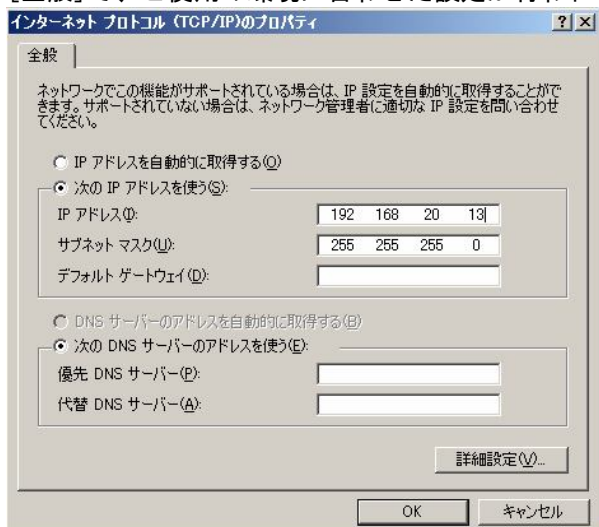 インターネット プロトコル (TCP/IP)のプロパティ
全般
ネットワークでこの機能がサポートされている場合は、IP 設定を自動的に取得することがで
きます。サポートされていない場合は、ネットワーク管理者に適切な IP 設定を問い合わせ
てください。
IP アドレスを自動的に取得する(O)
次の IP アドレスを使う(S):
IP アドレス(I): 192 168 20 13
サブネット マスク(U): 255 255 255 0
デフォルト ゲートウェイ(D):
DNS サーバーのアドレスを自動的に取得する(B)
次の DNS サーバーのアドレスを使う(E):
優先 DNS サーバー(P):
代替 DNS サーバー(A):
詳細設定(V)...
OK キャンセル